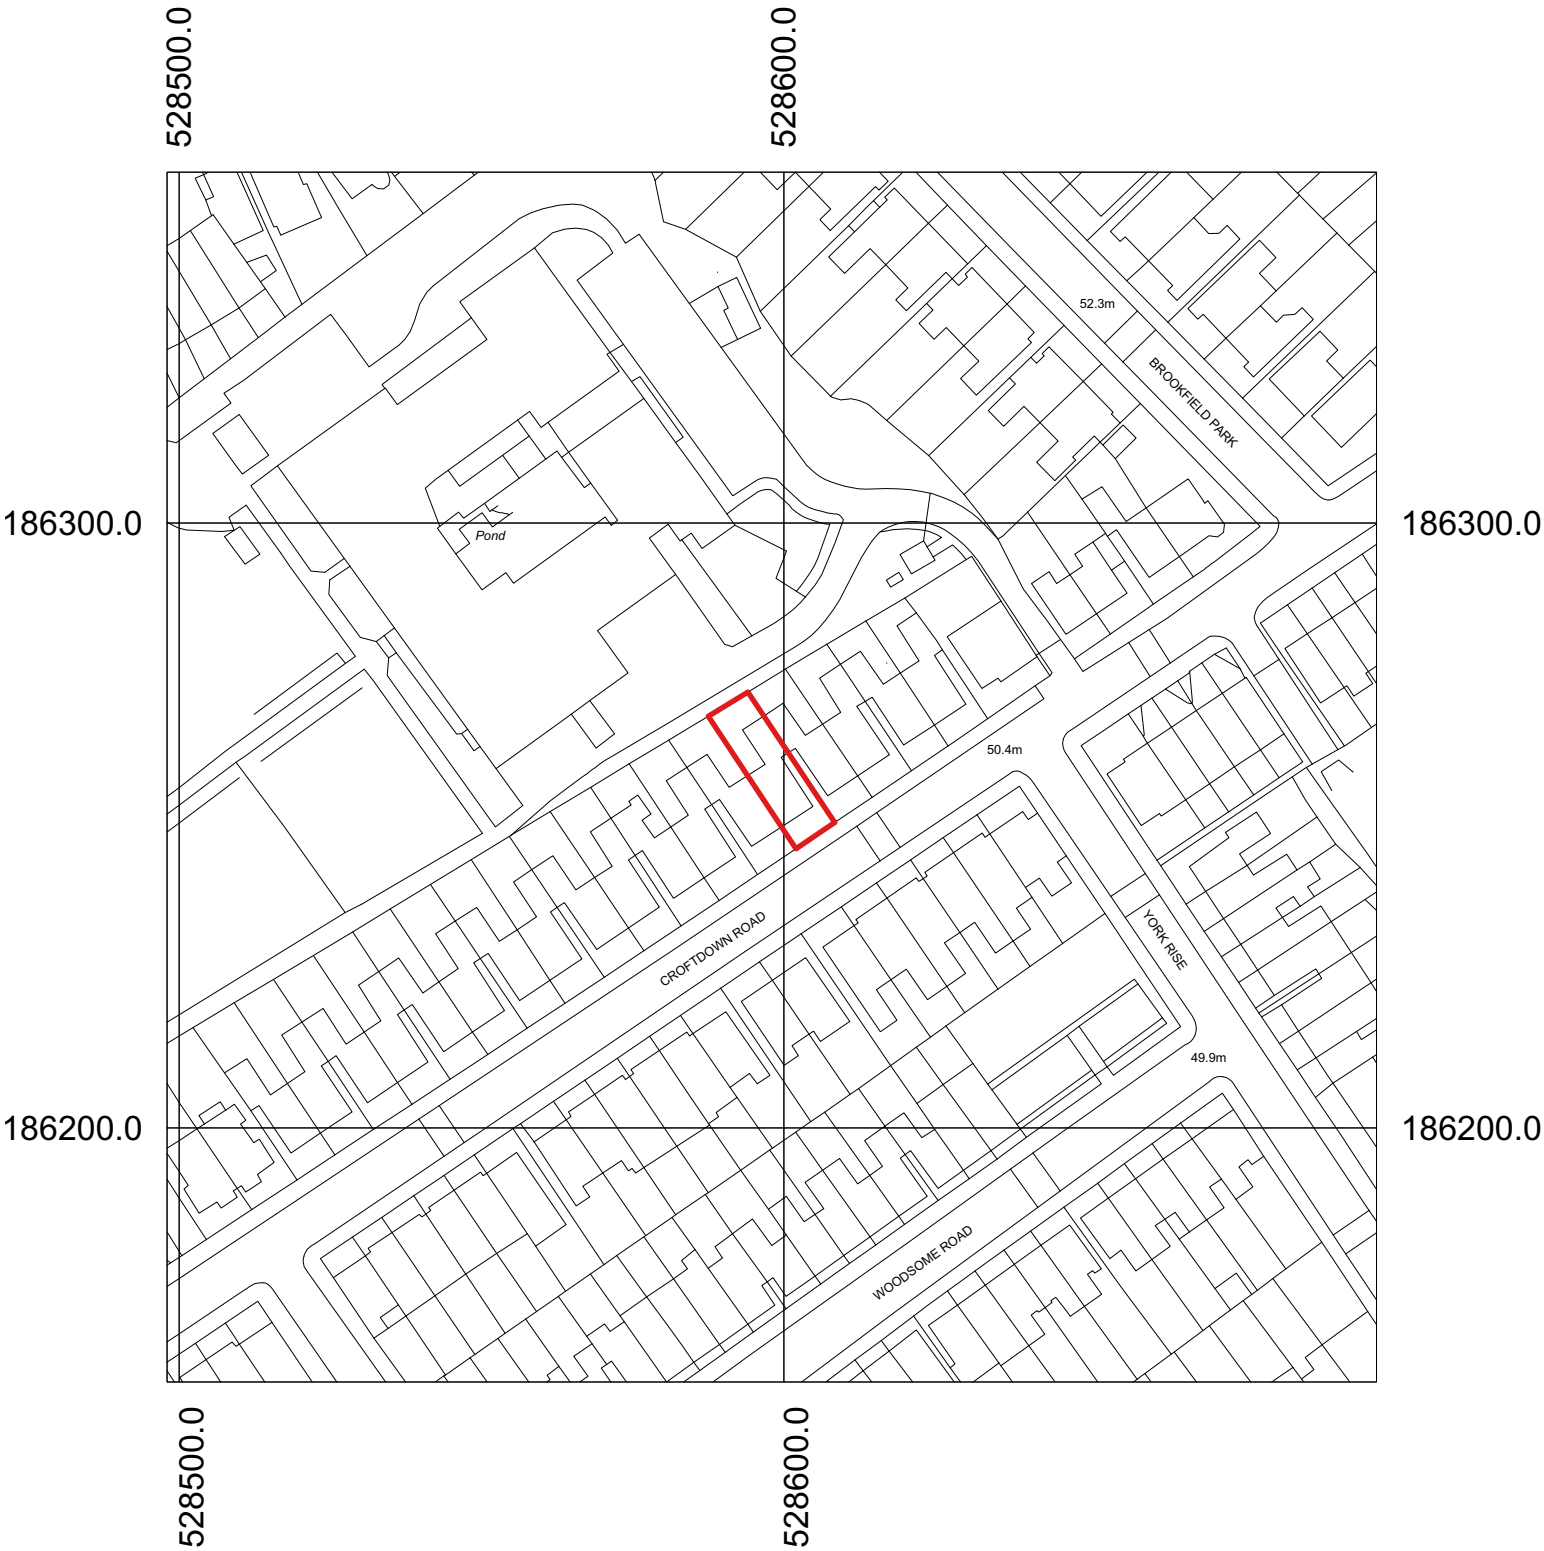 528500.0
528600.0
52.3m
BROOKFIELD PARK
186300.0
186300.0
Pond
50.4m
CROFTDOWN ROAD
YORK RISE
49.9m
186200.0
186200.0
WOODSOME ROAD
528500.0
528600.0